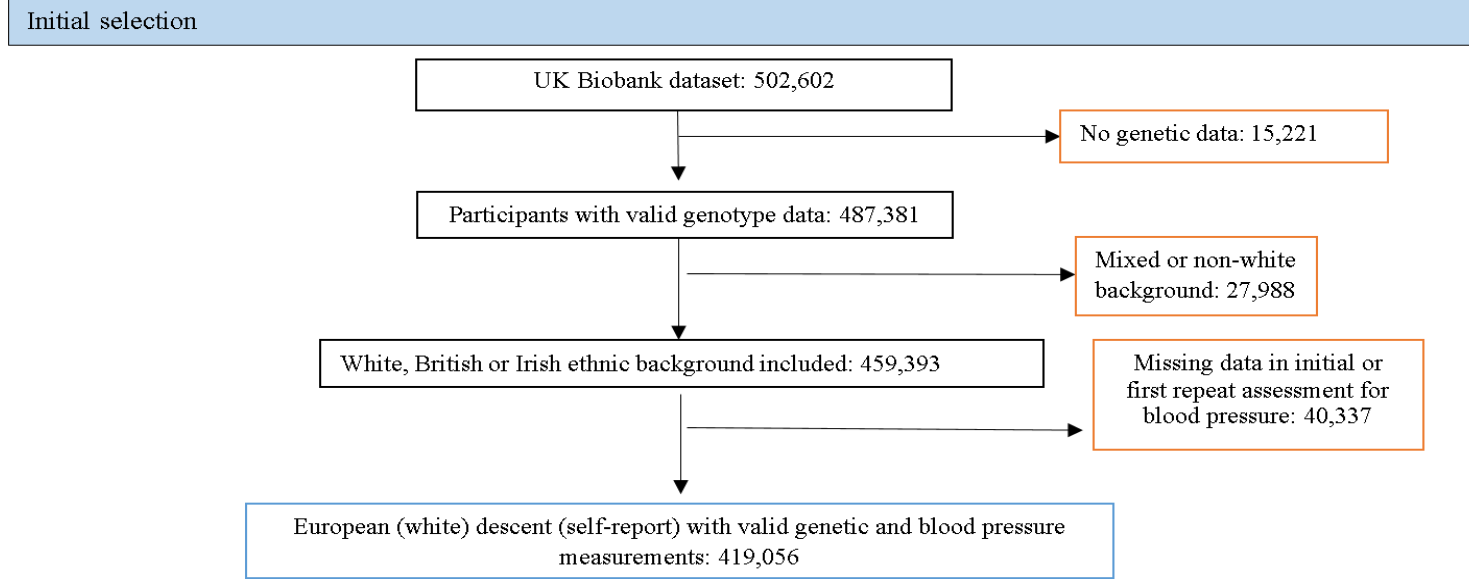 Initial selection
UK Biobank dataset: 502,602
No genetic data: 15,221
Participants with valid genotype data: 487,381
Mixed or non-white
background: 27,988
White, British or Irish ethnic background included: 459,393
Missing data in initial or
first repeat assessment for
blood pressure: 40,337
European (white) descent (self-report) with valid genetic and blood pressure
measurements: 419,056